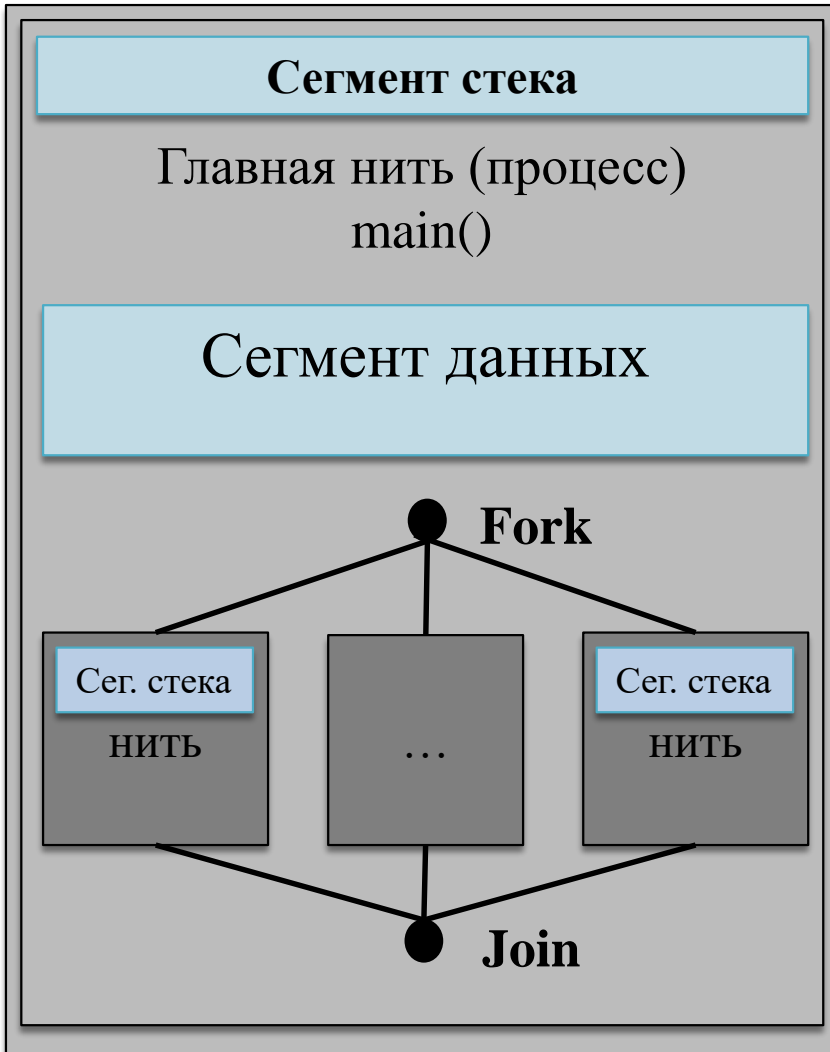 Сегмент стека
Главная нить (процесс)
main()
Сегмент данных
Fork
Сег. стека
нить
...
Сег. стека
нить
Join